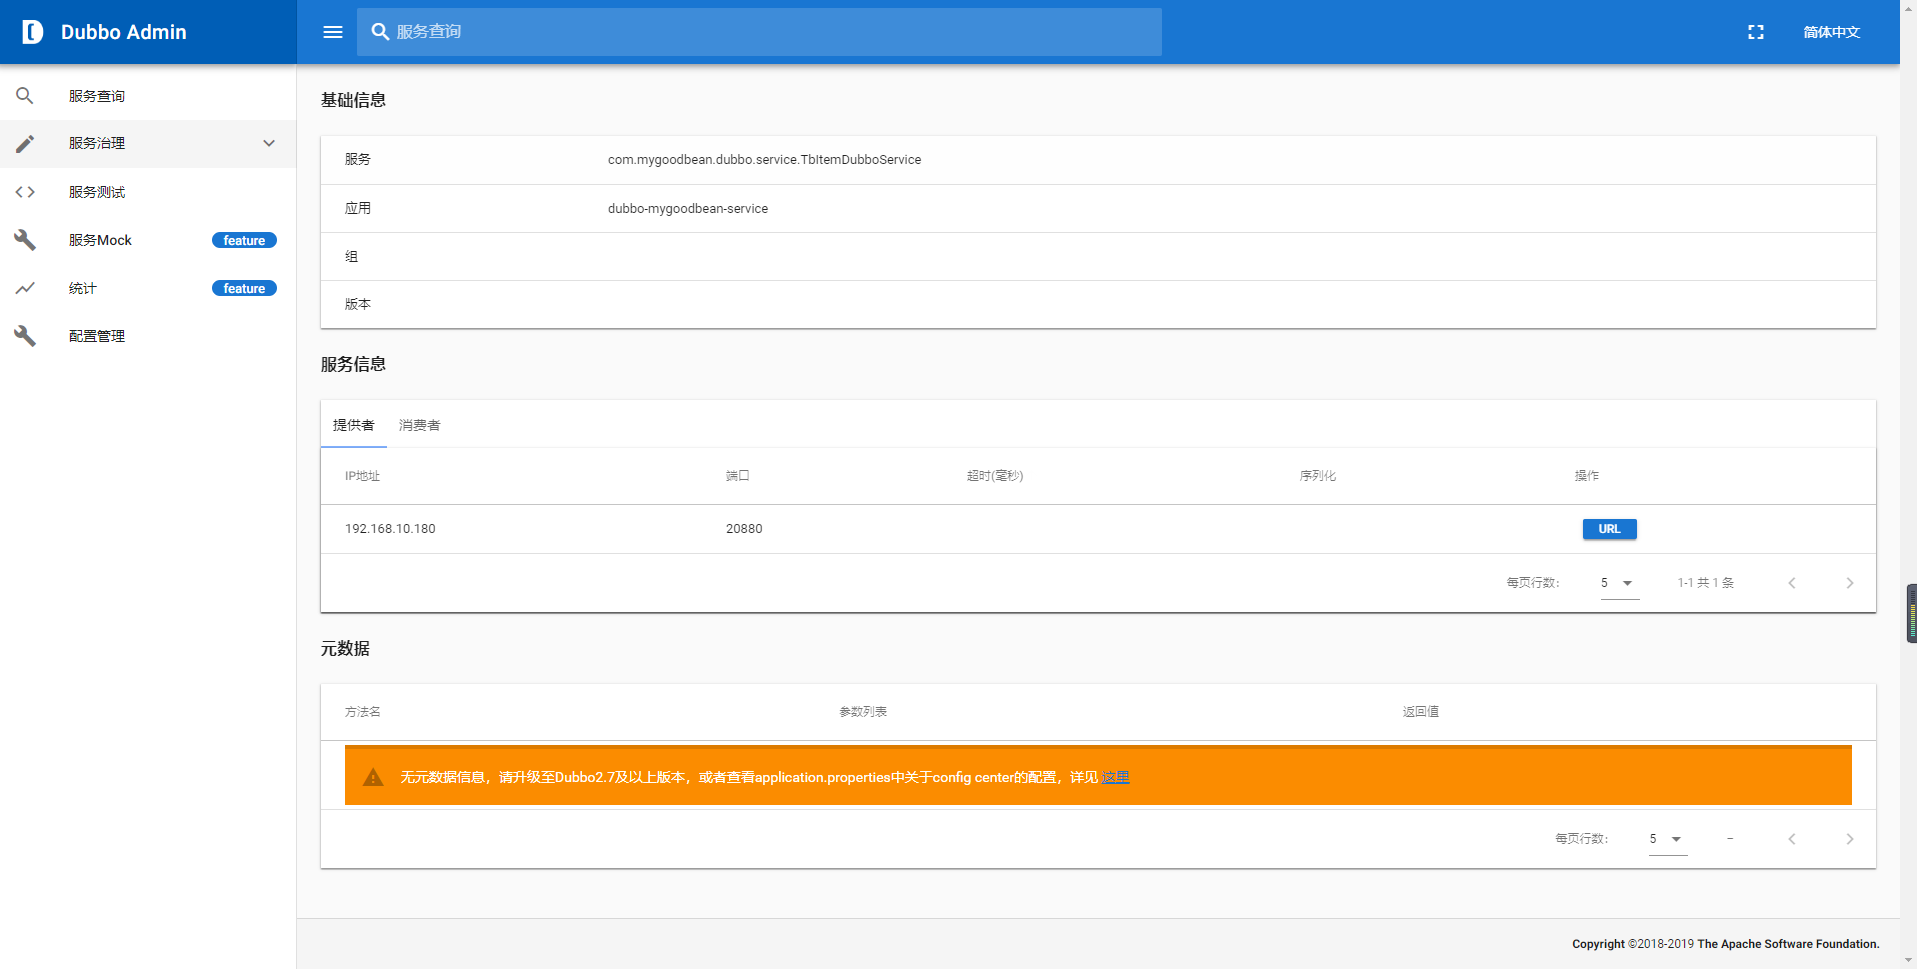 Dubbo Admin
服务查询
简体中文
服务查询
服务治理
服务测试
服务Mock
feature
统计
feature
配置管理
基础信息
服务 com.mygoodbean.dubbo.service.TbItemDubboService
应用 dubbo-mygoodbean-service
组
版本
服务信息
提供者 消费者
IP地址 端口 超时(毫秒) 序列化 操作
192.168.10.180 20880 URL
每页行数: 5 1-1 共 1 条
元数据
方法名 参数列表 返回值
无元数据信息，请升级至Dubbo2.7及以上版本，或者查看application.properties中关于config center的配置，详见 这里
每页行数: 5 –
Copyright ©2018-2019 The Apache Software Foundation.